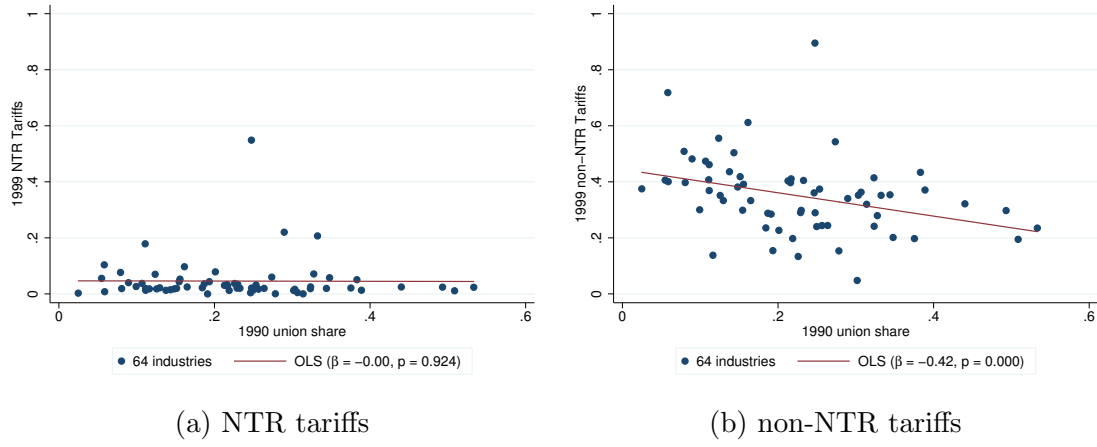 1999 NTR Tariffs
1
.8
.6
.4
.2
0
0
.2
.4
.6
1990 union share
64 industries
OLS (β = −0.00, p = 0.924)
(a) NTR tariffs
1999 non−NTR Tariffs
1
.8
.6
.4
.2
0
0
.2
.4
.6
1990 union share
64 industries
OLS (β = −0.42, p = 0.000)
(b) non-NTR tariffs